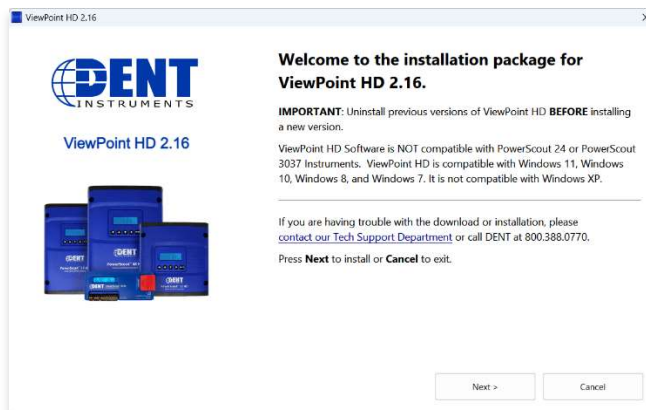 ViewPoint HD 2.16
DENT
INSTRUMENTS
ViewPoint HD 2.16
DENT
DENT
DENT
Welcome to the installation package for
ViewPoint HD 2.16.
IMPORTANT: Uninstall previous versions of ViewPoint HD BEFORE installing
a new version.
ViewPoint HD Software is NOT compatible with PowerScout 24 or PowerScout
3037 Instruments. ViewPoint HD is compatible with Windows 11, Windows
10, Windows 8, and Windows 7. It is not compatible with Windows XP.
If you are having trouble with the download or installation, please
contact our Tech Support Department or call DENT at 800.388.0770.
Press Next to install or Cancel to exit.
Next >
Cancel